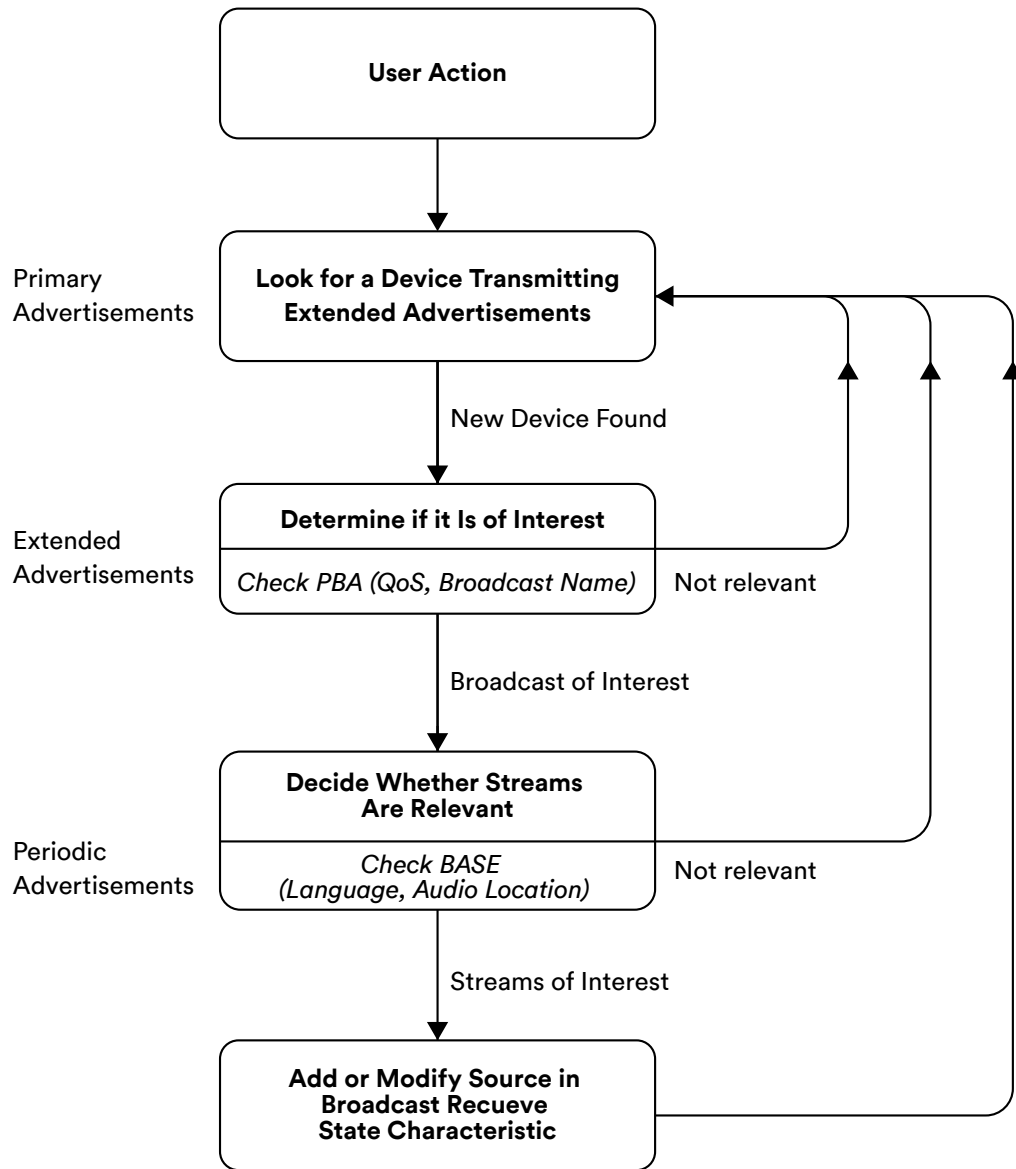 User Action
Primary
Advertisements
Look for a Device Transmitting
Extended Advertisements
New Device Found
Extended
Advertisements
Determine if it Is of Interest
Check PBA (QoS, Broadcast Name)
Not relevant
Broadcast of Interest
Decide Whether Streams
Are Relevant
Periodic
Advertisements
Check BASE
(Language, Audio Location)
Not relevant
Streams of Interest
Add or Modify Source in
Broadcast Recueve
State Characteristic